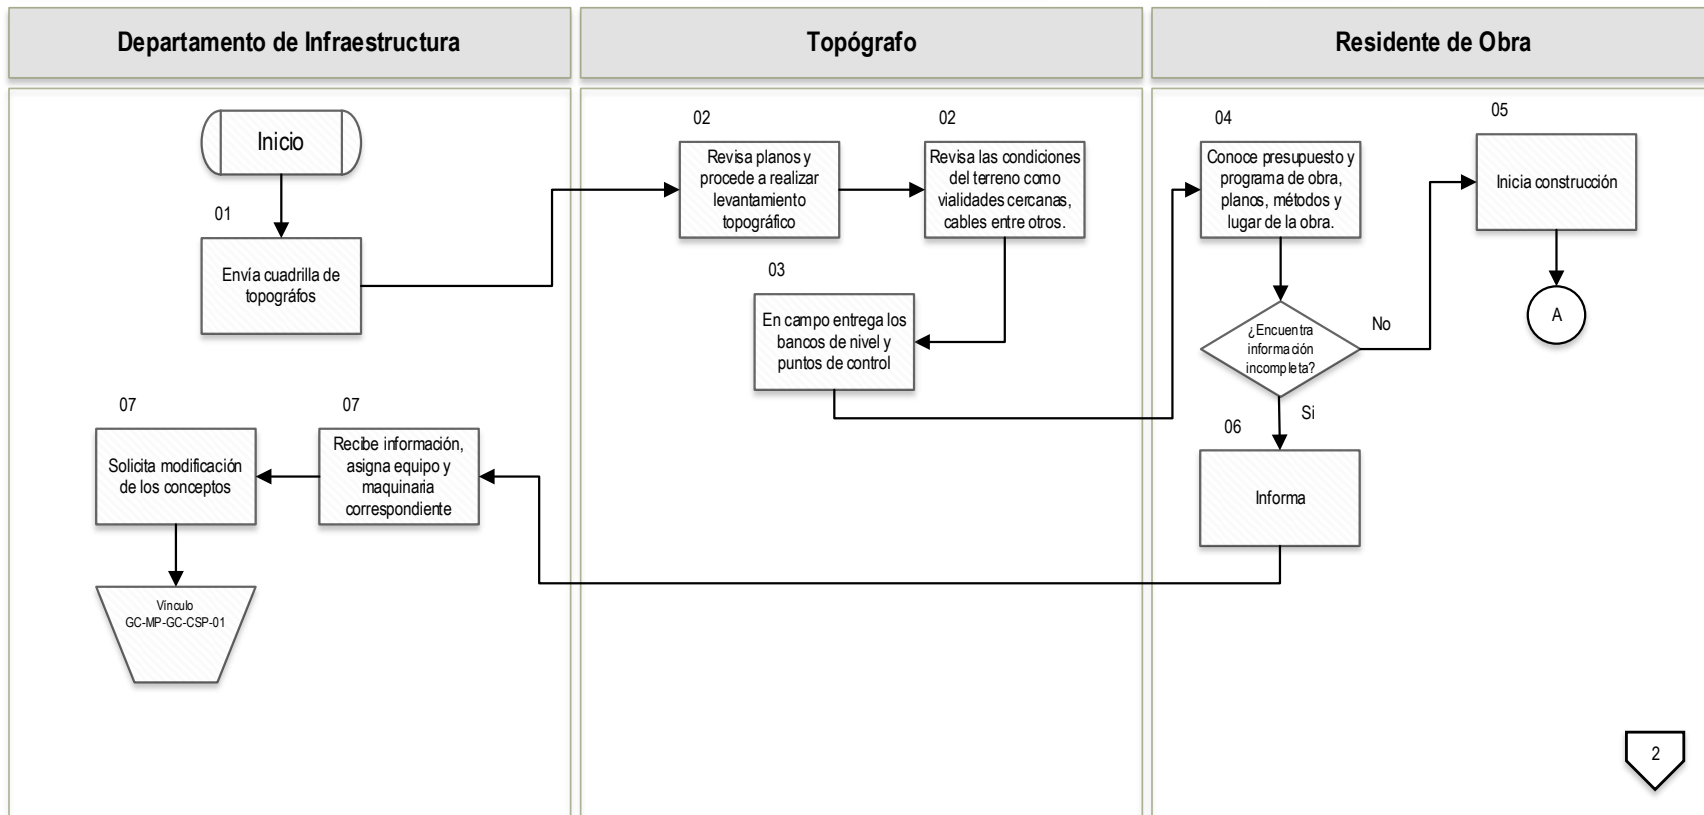 Departamento de Infraestructura
Topógrafo
Residente de Obra
Inicio
01
Envía cuadrilla de
topográfos
02
Revisa planos y
procede a realizar
levantamiento
topográfico
02
Revisa las condiciones
del terreno como
vialidades cercanas,
cables entre otros.
03
En campo entrega los
bancos de nivel y
puntos de control
04
Conoce presupuesto y
programa de obra,
planos, métodos y
lugar de la obra.
¿Encuentra
información
incompleta?
No
05
Inicia construcción
A
Si
06
Informa
07
Recibe información,
asigna equipo y
maquinaria
correspondiente
07
Solicita modificación
de los conceptos
Vínculo
GC-MP-GC-CSP-01
2